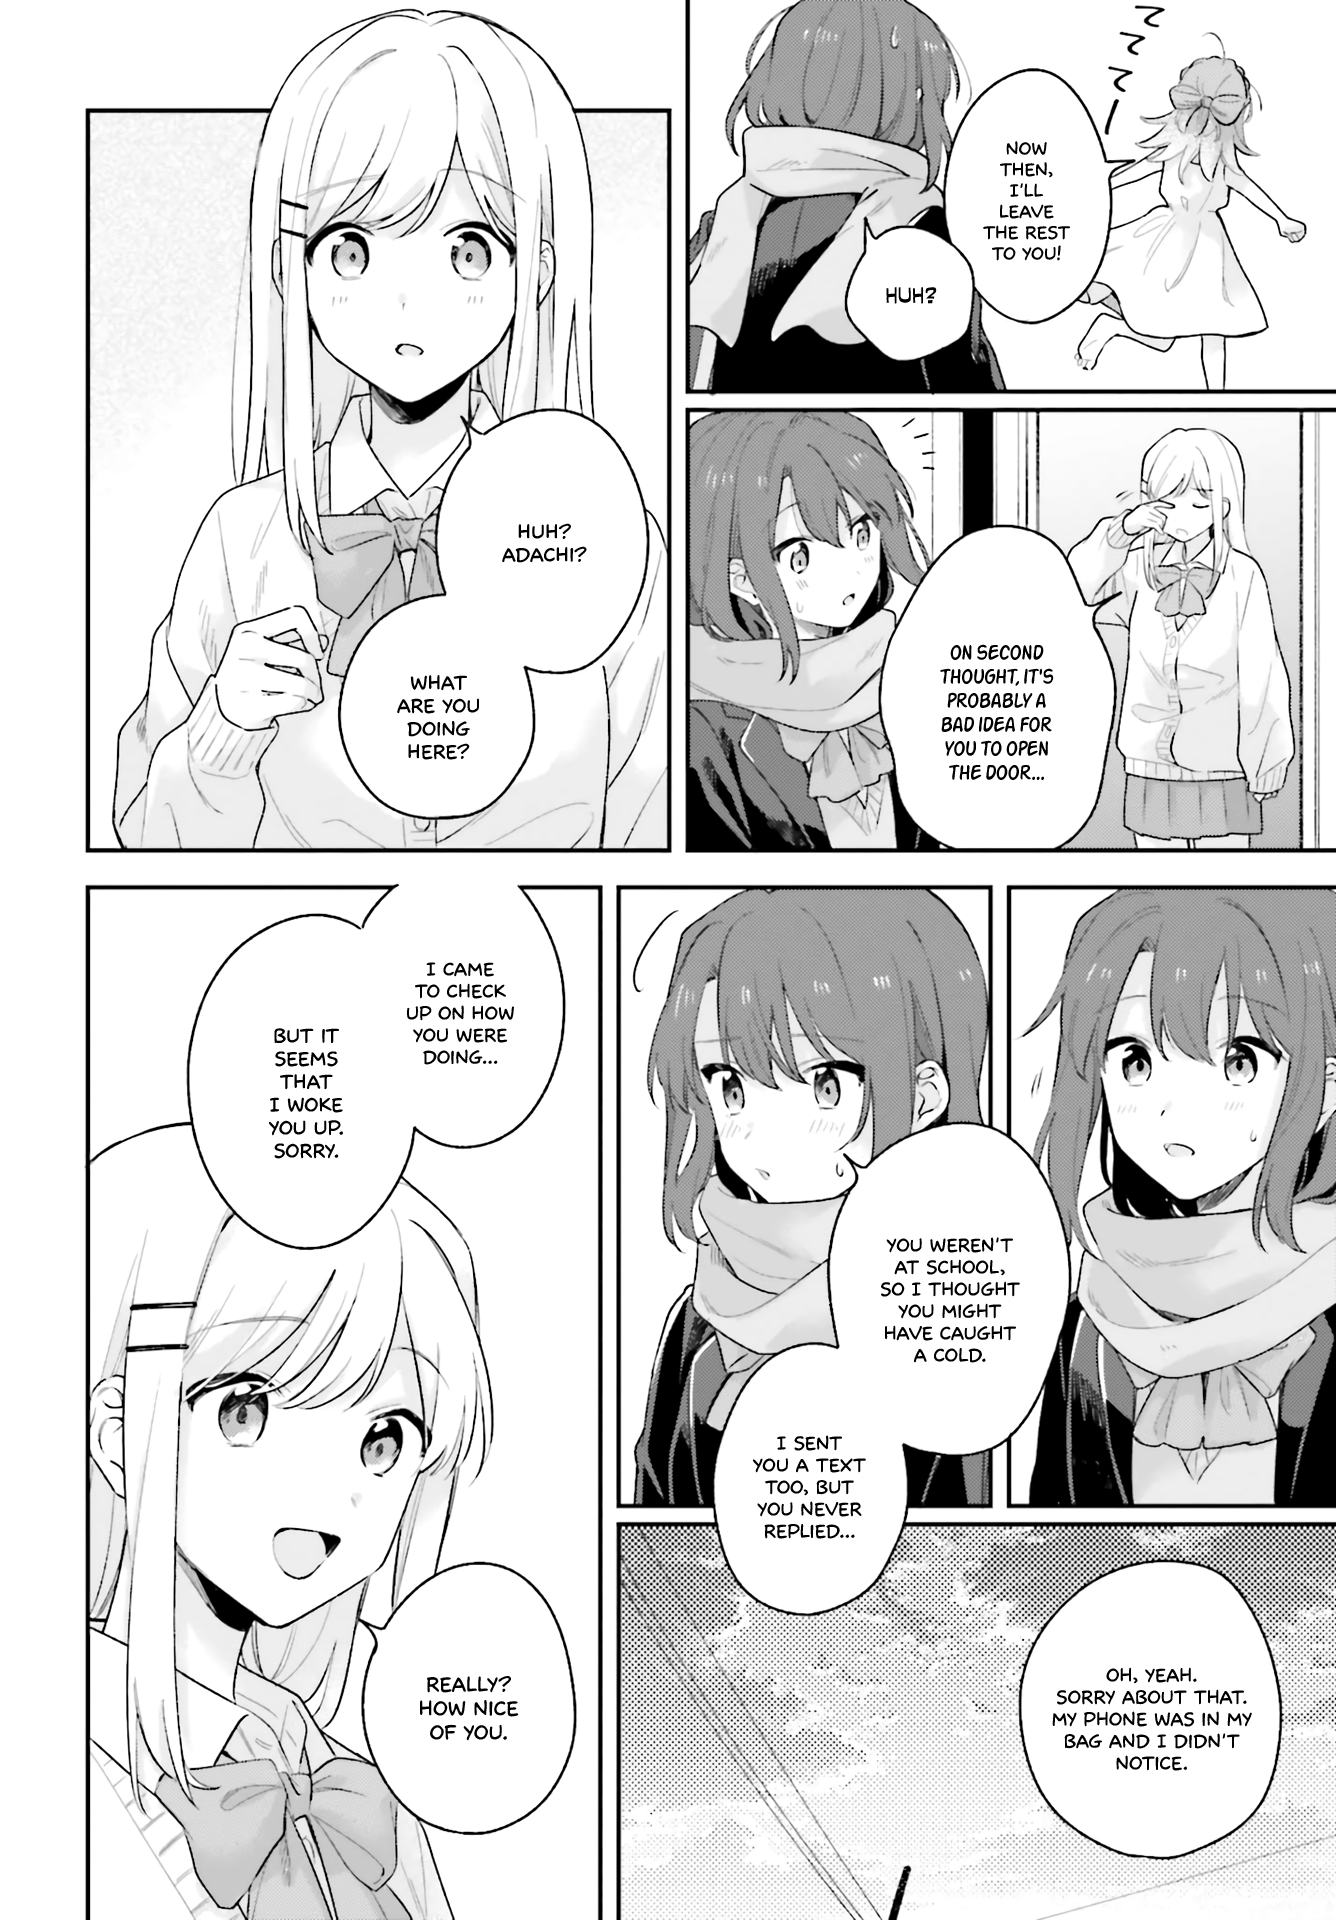 てててー
NOW
THEN,
I'LL
LEAVE
THE REST
TO YOU!
HUH?
ON SECOND
THOUGHT, IT'S
PROBABLY A
BAD IDEA FOR
YOU TO OPEN
THE DOOR...
HUH?
ADACHI?
WHAT
ARE YOU
DOING
HERE?
YOU WEREN'T
AT SCHOOL,
SO I THOUGHT
YOU MIGHT
HAVE CAUGHT
A COLD.
I SENT
YOU A TEXT
TOO, BUT
YOU NEVER
REPLIED...
OH, YEAH.
SORRY ABOUT THAT.
MY PHONE WAS IN MY
BAG AND I DIDN'T
NOTICE.
I CAME
TO CHECK
UP ON HOW
YOU WERE
DOING...
BUT IT
SEEMS
THAT
I WOKE
YOU UP.
SORRY.
REALLY?
HOW NICE
OF YOU.